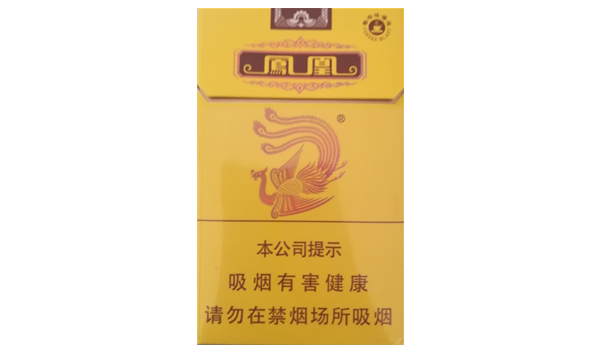 鳳凰
®
本公司提示
吸烟有害健康
请勿在禁烟场所吸烟